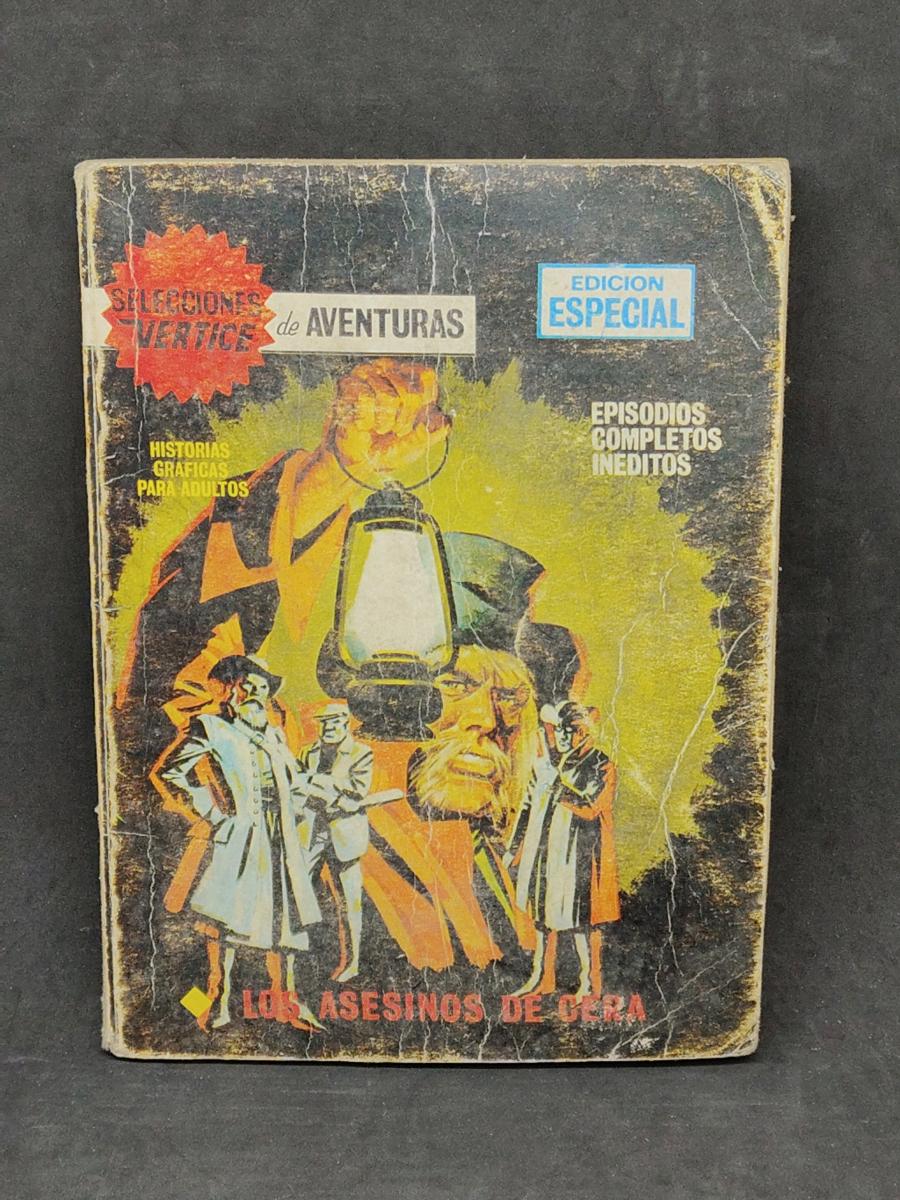 SELECCIONES
VERTICE
de AVENTURAS
EDICION
ESPECIAL
HISTORIAS
GRAFICAS
PARA ADULTOS
EPISODIOS
COMPLETOS
INEDITOS
LOS ASESINOS DE CERA